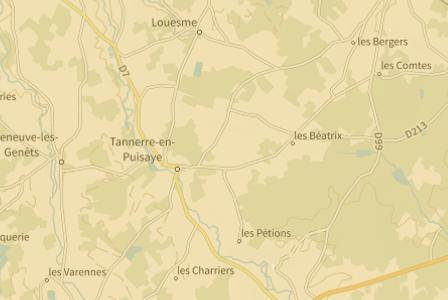 Louesme
les Bergers
D7
les Comtes
ries
eneuve-les-
Genêts
Tannerre-en-
Puisaye
les Béatrix
D99
D213
les Pétions
querie
les Varennes
les Charriers